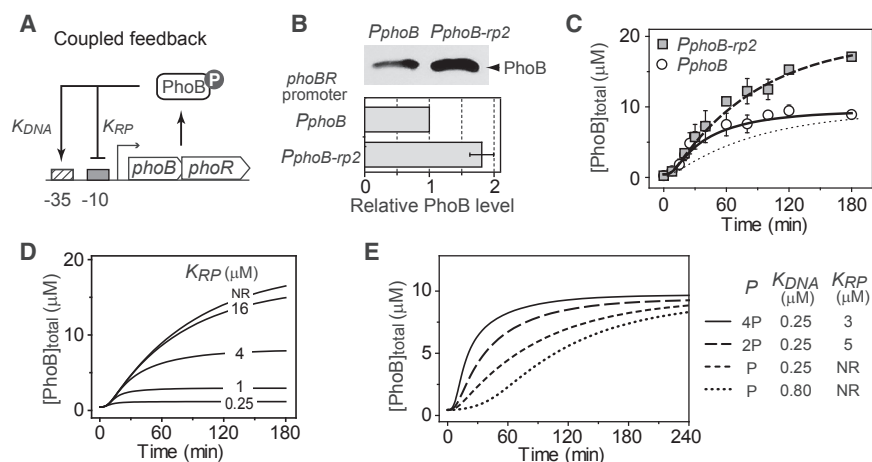 A
Coupled feedback
PhoB P
KDNA
KRP
phoB phoR
-35 -10
B
PphoB PphoB-rp2
PhoB
phoBR
promoter
PphoB
PphoB-rp2
0 1 2
Relative PhoB level
C
[PhoB]total (μM)
20
10
0
PphoB-rp2
PphoB
0 60 120 180
Time (min)
D
[PhoB]total (μM)
20
10
0
KRP (μM)
NR
16
4
1
0.25
0 60 120 180
Time (min)
E
[PhoB]total (μM)
10
5
0
0 60 120 180 240
Time (min)
P KDNA (μM) KRP (μM)
4P 0.25 3
2P 0.25 5
P 0.25 NR
P 0.80 NR